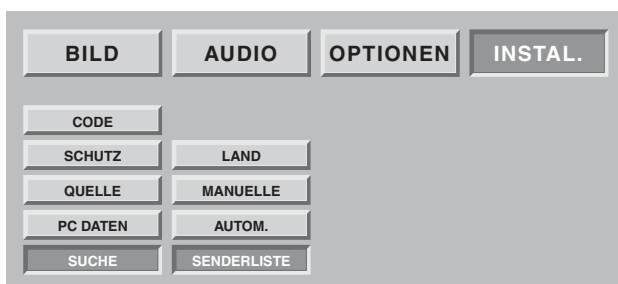 BILD AUDIO OPTIONEN INSTAL.
CODE
SCHUTZ LAND
QUELLE MANUELLE
PC DATEN AUTOM.
SUCHE SENDERLISTE